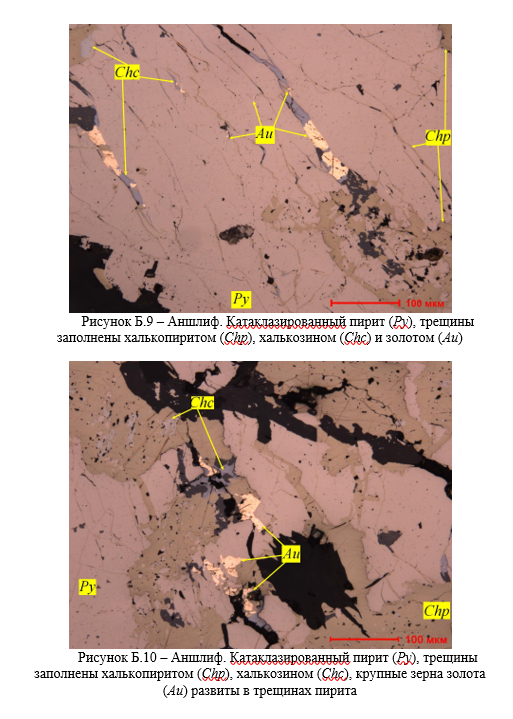 Chc
Au
Chp
Py
100 мкм
Рисунок Б.9 – Аншлиф. Катаклазированный пирит (Py), трещины
заполнены халькопиритом (Chp), халькозином (Chc) и золотом (Au)
Chc
Au
Py
Chp
100 мкм
Рисунок Б.10 – Аншлиф. Катаклазированный пирит (Py), трещины
заполнены халькопиритом (Chp), халькозином (Chc), крупные зерна золота
(Au) развиты в трещинах пирита